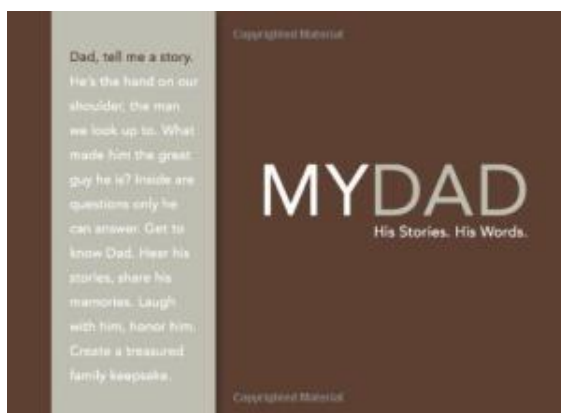 Copyrighted Material
Dad, tell me a story.
He's the hand on our
shoulder, the man
we look up to. What
made him the great
guy he is? Inside are
questions only he
can answer. Get to
know Dad. Hear his
stories, share his
memories. Laugh
with him, honor him.
Create a treasured
family keepsake.
MYDAD
His Stories. His Words.
Copyrighted Material